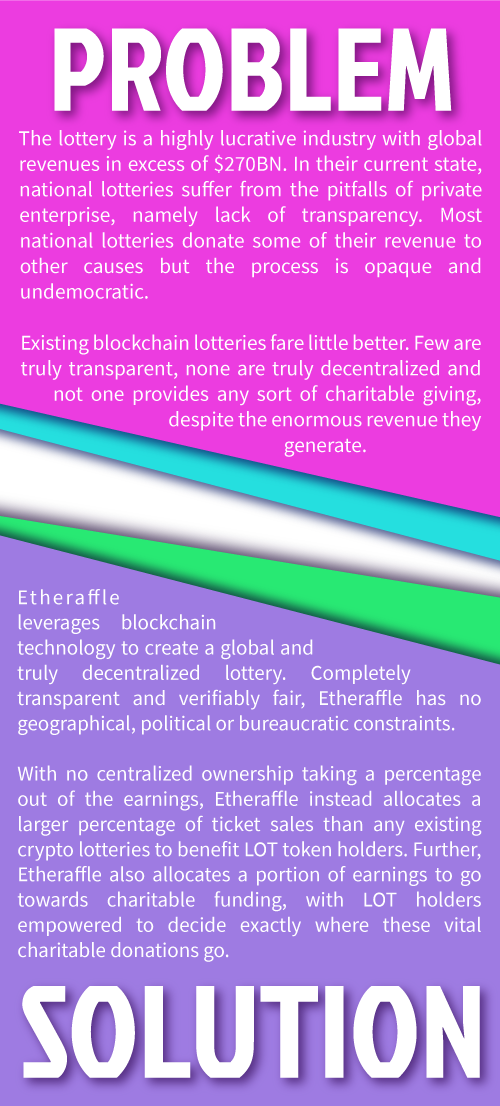 PROBLEM
The lottery is a highly lucrative industry with global
revenues in excess of $270BN. In their current state,
national lotteries suffer from the pitfalls of private
enterprise, namely lack of transparency. Most
national lotteries donate some of their revenue to
other causes but the process is opaque and
undemocratic.
Existing blockchain lotteries fare little better. Few are
truly transparent, none are truly decentralized and
not one provides any sort of charitable giving,
despite the enormous revenue they
generate.
Etheraffle
leverages blockchain
technology to create a global and
truly decentralized lottery. Completely
transparent and verifiably fair, Etheraffle has no
geographical, political or bureaucratic constraints.
With no centralized ownership taking a percentage
out of the earnings, Etheraffle instead allocates a
larger percentage of ticket sales than any existing
crypto lotteries to benefit LOT token holders. Further,
Etheraffle also allocates a portion of earnings to go
towards charitable funding, with LOT holders
empowered to decide exactly where these vital
charitable donations go.
SOLUTION